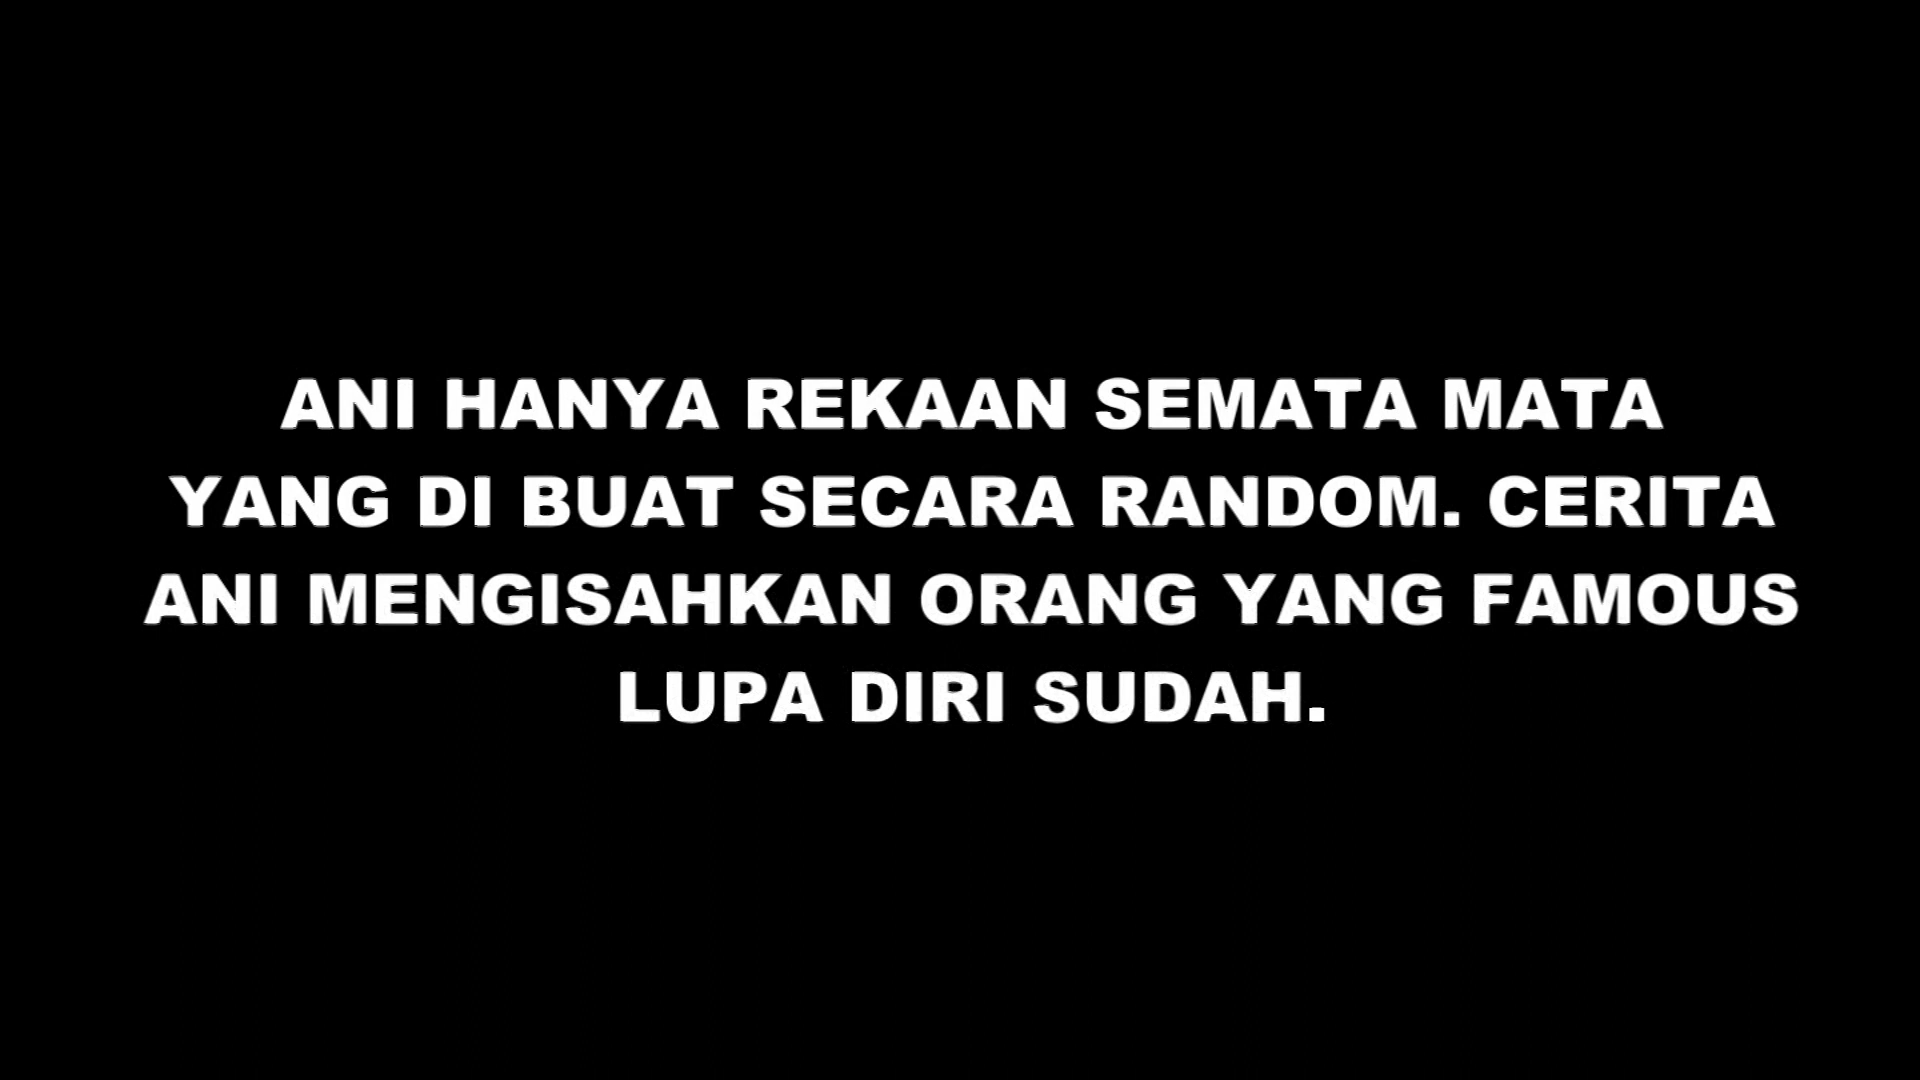 ANI HANYA REKAAN SEMATA MATA
YANG DI BUAT SECARA RANDOM. CERITA
ANI MENGISAHKAN ORANG YANG FAMOUS
LUPA DIRI SUDAH.